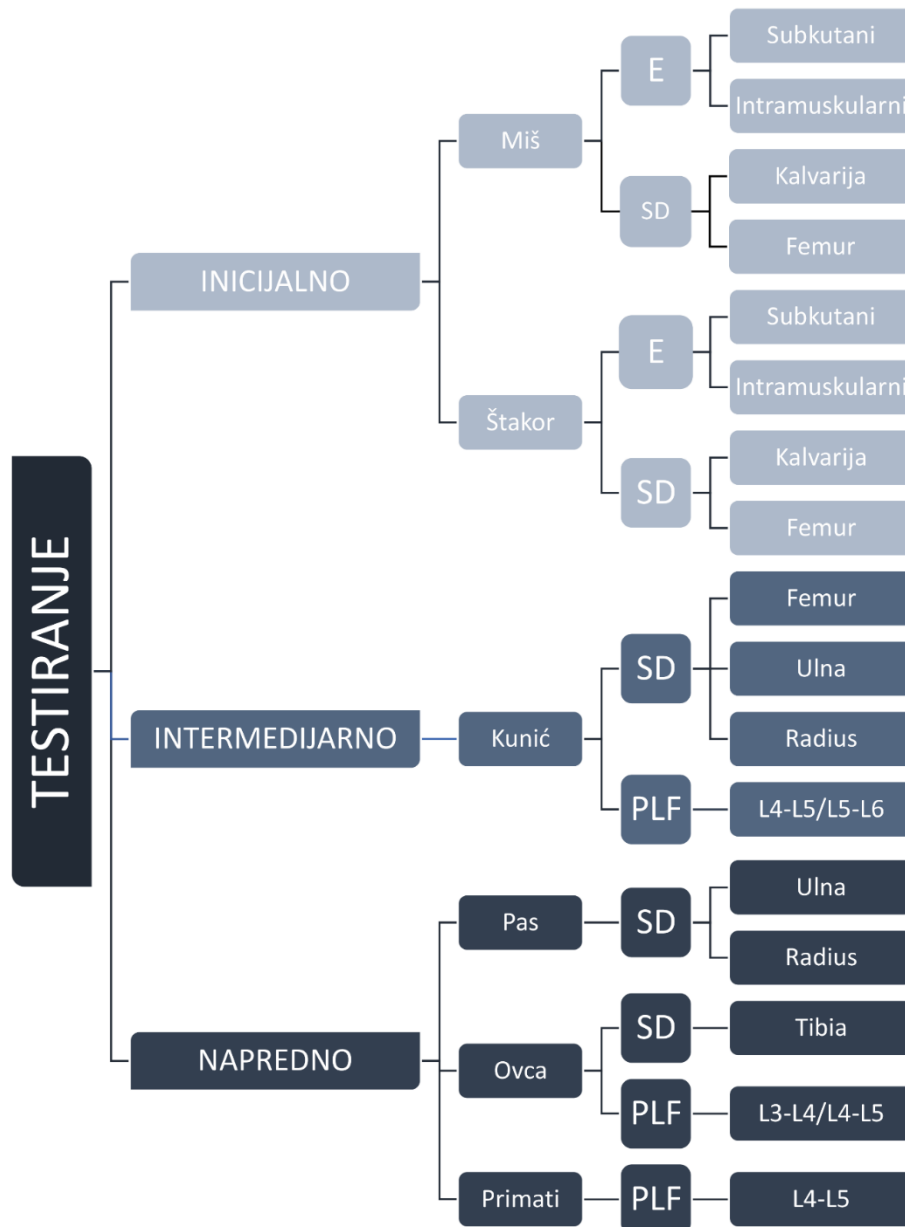 TESTIRANJE
INICIJALNO
Miš
E
Subkutani
Intramuskularni
SD
Kalvarija
Femur
Štakor
E
Subkutani
Intramuskularni
SD
Kalvarija
Femur
INTERMEDIJARNO
Kunić
SD
Femur
Ulna
Radius
PLF
L4-L5/L5-L6
NAPREDNO
Pas
SD
Ulna
Radius
Ovca
SD
Tibia
PLF
L3-L4/L4-L5
Primati
PLF
L4-L5